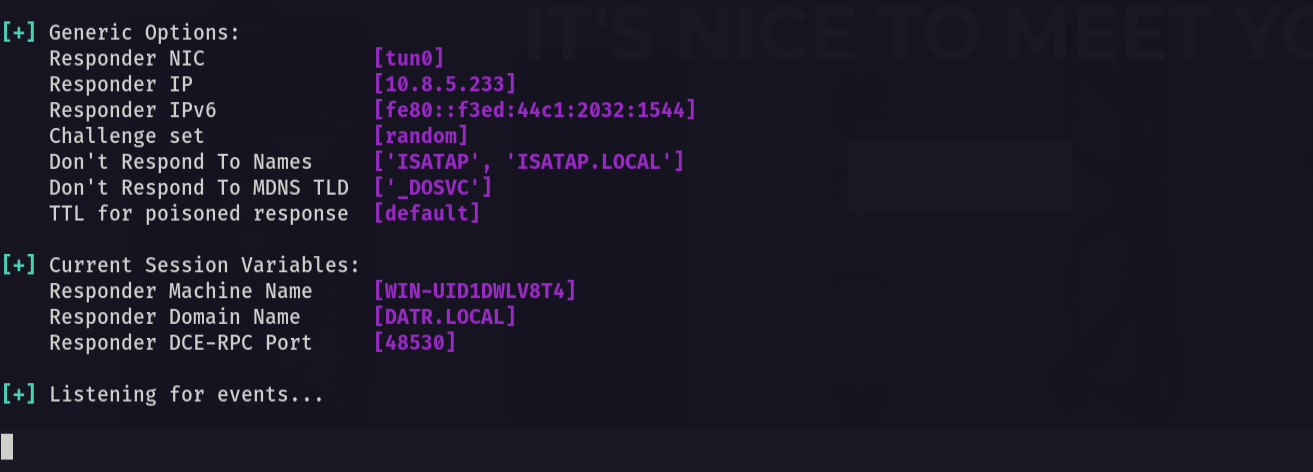 IT'S NICE TO MEET YO
[+] Generic Options:
Responder NIC [tun0]
Responder IP [10.8.5.233]
Responder IPv6 [fe80::f3ed:44c1:2032:1544]
Challenge set [random]
Don't Respond To Names ['ISATAP', 'ISATAP.LOCAL']
Don't Respond To MDNS TLD ['_DOSVC']
TTL for poisoned response [default]
[+] Current Session Variables:
Responder Machine Name [WIN-UID1DWLV8T4]
Responder Domain Name [DATR.LOCAL]
Responder DCE-RPC Port [48530]
[+] Listening for events...